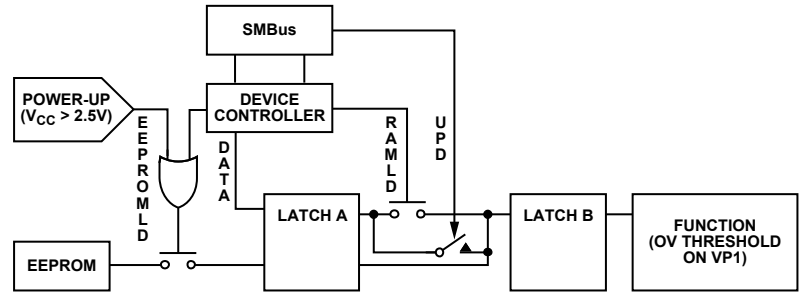 SMBus
POWER-UP
(VCC > 2.5V)
DEVICE
CONTROLLER
EEPROMLD
DATA
RAMLD
UPD
LATCH A
LATCH B
FUNCTION
(OV THRESHOLD
ON VP1)
EEPROM